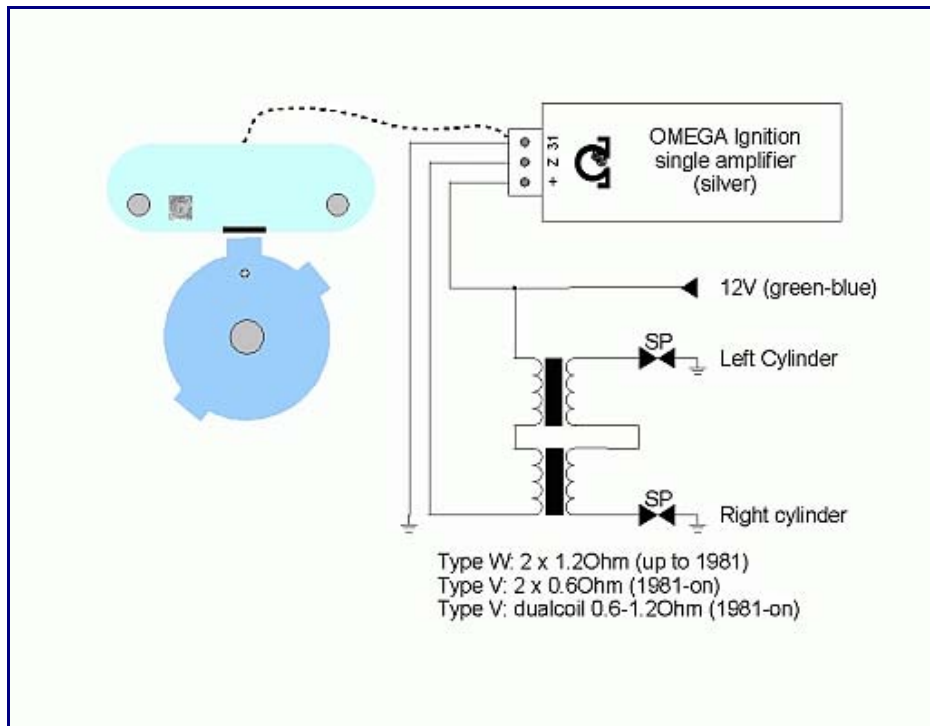 OMEGA Ignition
single amplifier
(silver)
31
Z
+
12V (green-blue)
SP
Left Cylinder
SP
Right cylinder
Type W: 2 x 1.2Ohm (up to 1981)
Type V: 2 x 0.6Ohm (1981-on)
Type V: dualcoil 0.6-1.2Ohm (1981-on)